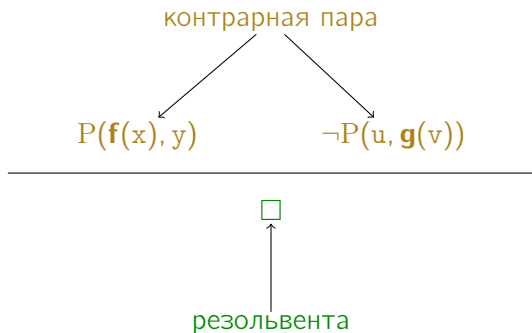 контрарная пара
P(f(x), y) ¬P(u, g(v))
□
резольвента